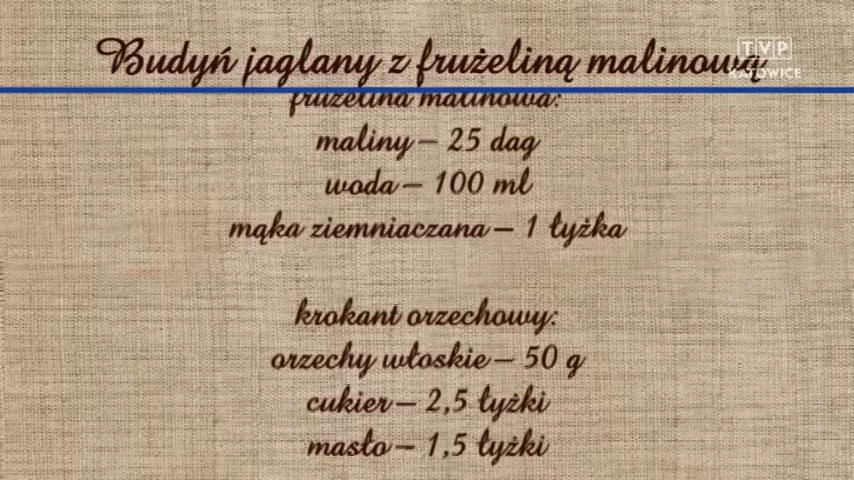 Budyń jaglany z frużeliną malinową
TVP
KATOWICE
frużelina malinowa:
maliny – 25 dag
woda – 100 ml
mąka ziemniaczana – 1 łyżka
krokant orzechowy:
orzechy włoskie – 50 g
cukier – 2,5 łyżki
masło – 1,5 łyżki